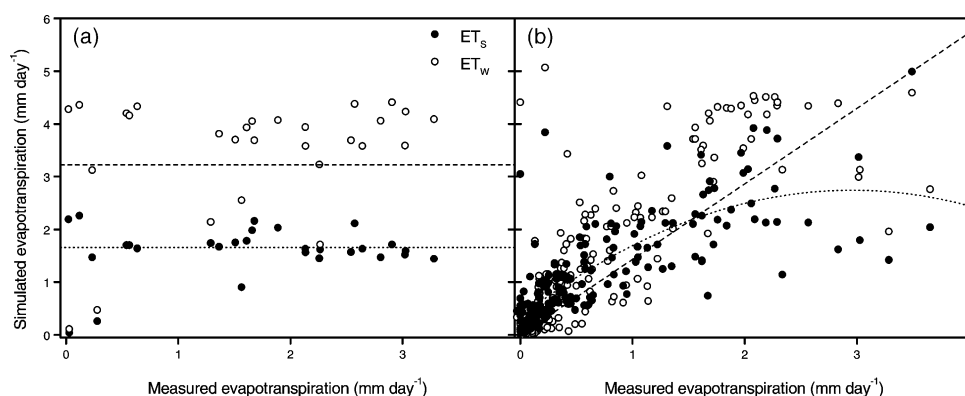 (a)
ET_S
ET_W
(b)
Simulated evapotranspiration (mm day⁻¹)
6
5
4
3
2
1
0
0 1 2 3 0 1 2 3
Measured evapotranspiration (mm day⁻¹) Measured evapotranspiration (mm day⁻¹)